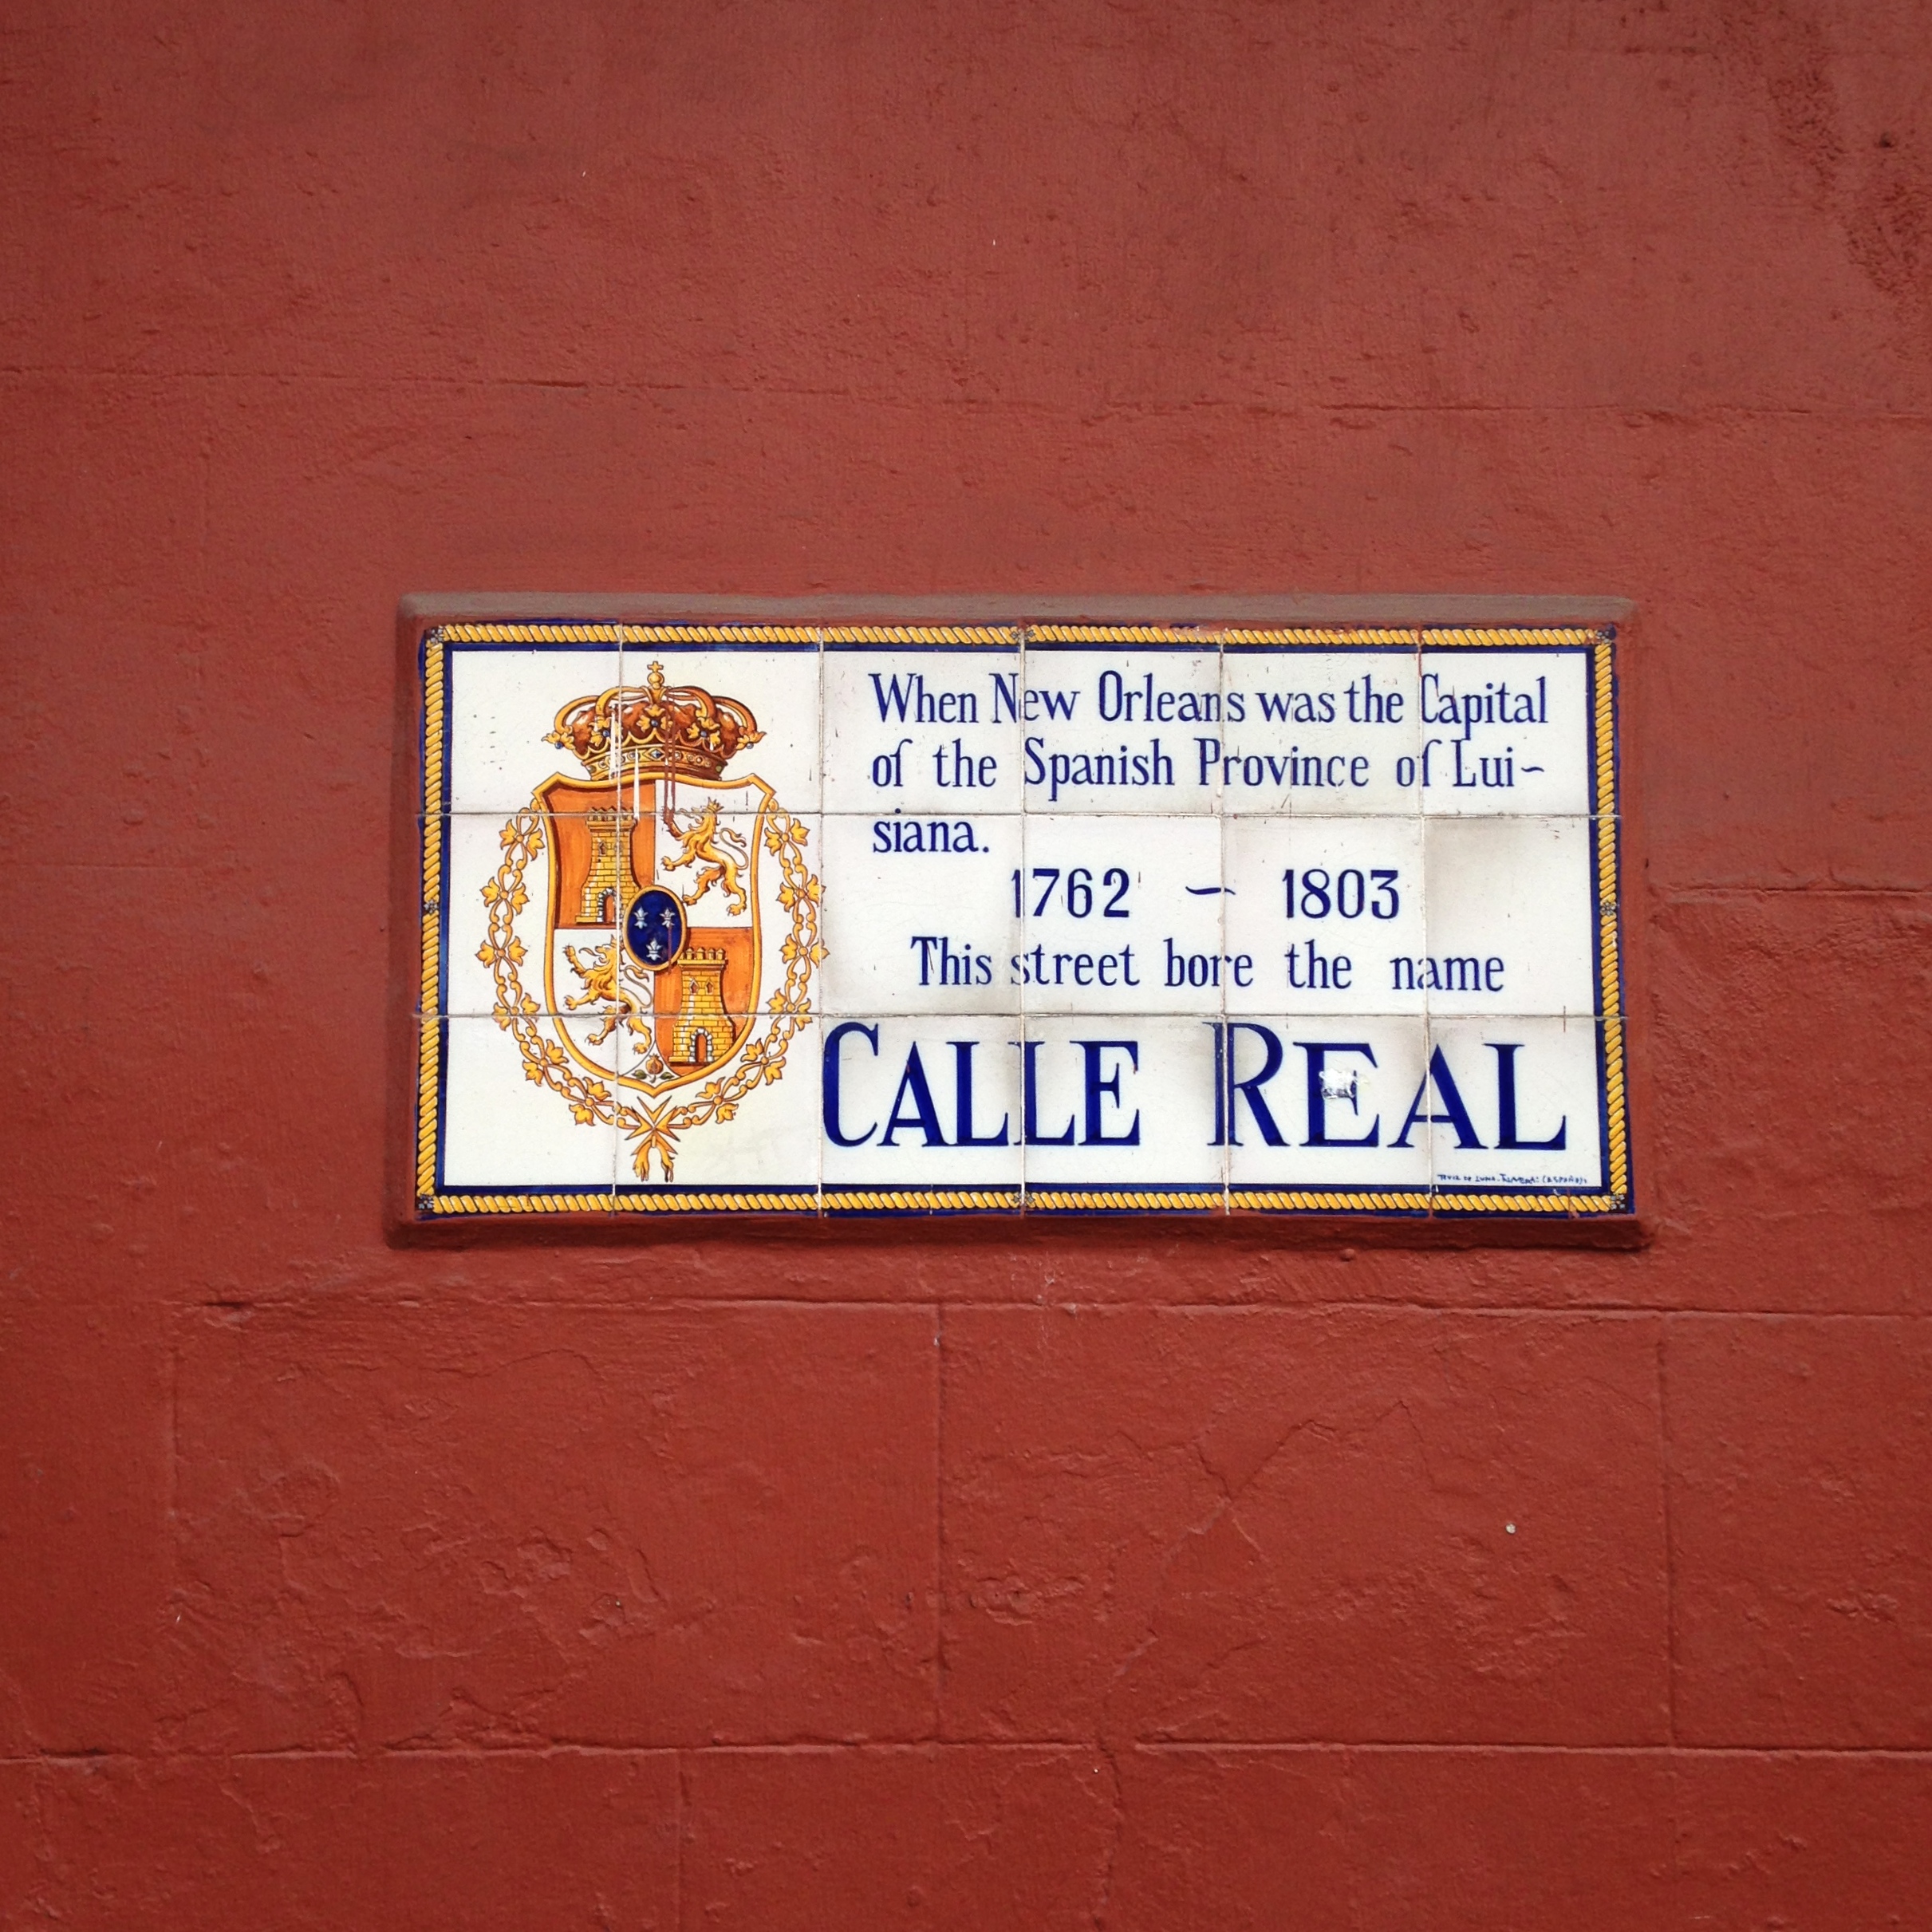 When New Orleans was the Capital
of the Spanish Province of Lui~
siana.
1762 ~ 1803
This street bore the name
CALLE REAL